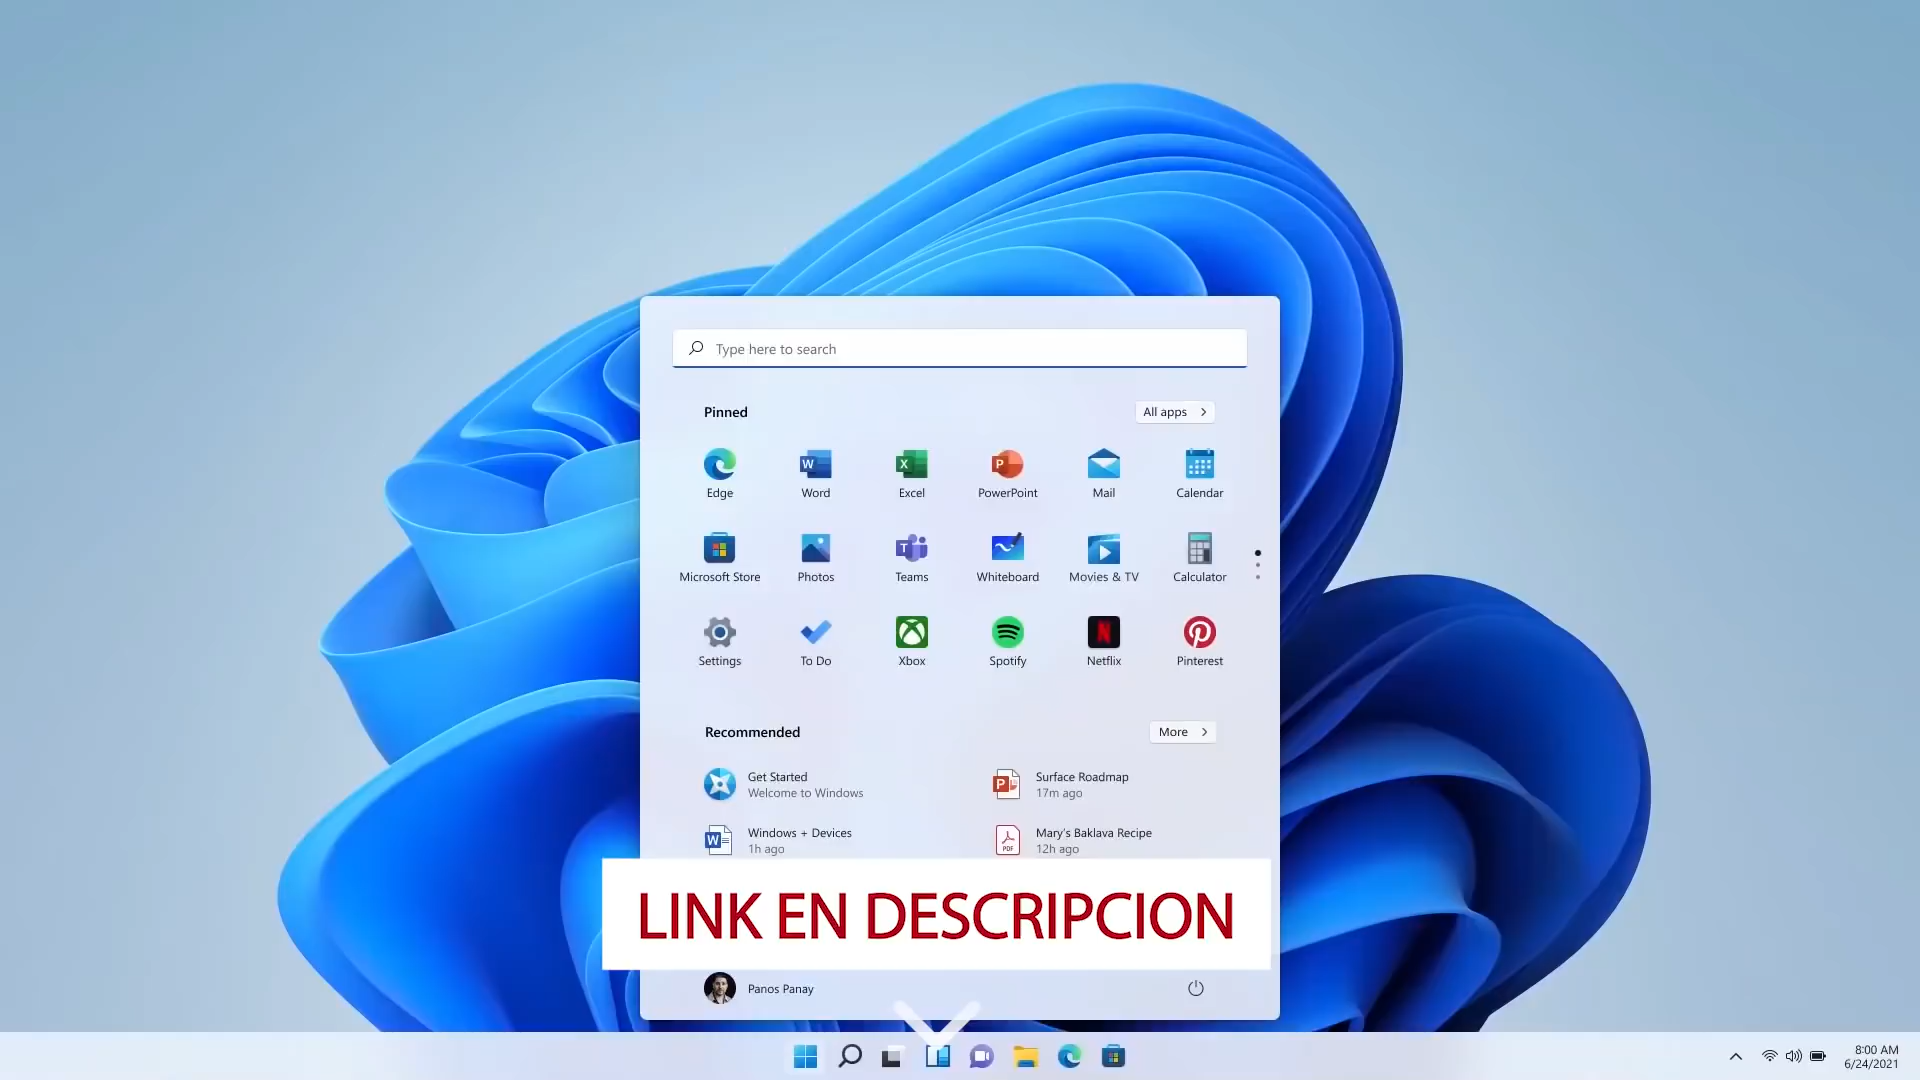 Type here to search
Pinned
All apps
Edge
Word
Excel
PowerPoint
Mail
Calendar
Microsoft Store
Photos
Teams
Whiteboard
Movies & TV
Calculator
Settings
To Do
Xbox
Spotify
Netflix
Pinterest
Recommended
More
Get Started
Welcome to Windows
Surface Roadmap
17m ago
Windows + Devices
1h ago
Mary's Baklava Recipe
12h ago
LINK EN DESCRIPCION
Panos Panay
8:00 AM
6/24/2021